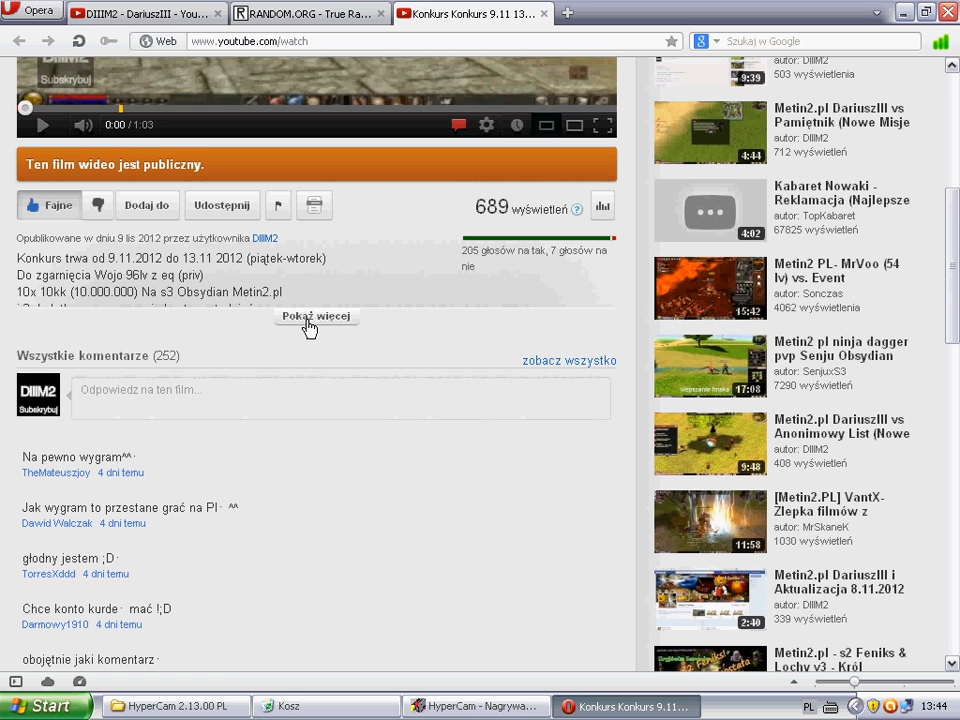 Opera
DIIIM2 - DariuszIII - You...
RANDOM.ORG - True Ra...
Konkurs Konkurs 9.11 13...
Web
www.youtube.com/watch
Szukaj w Google
Subskrybuj
0:00 / 1:03
Ten film wideo jest publiczny.
Fajne
Dodaj do
Udostępnij
689 wyświetleń
Opublikowane w dniu 9 lis 2012 przez użytkownika DIIIM2
205 głosów na tak, 7 głosów na
nie
Konkurs trwa od 9.11.2012 do 13.11 2012 (piątek-wtorek)
Do zgarnięcia Wojo 96lv z eq (priv)
10x 10kk (10.000.000) Na s3 Obsydian Metin2.pl
Pokaż więcej
Wszystkie komentarze (252)
zobacz wszystko
DIIIM2
Subskrybuj
Odpowiedz na ten film...
Na pewno wygram^^·
TheMateuszjoy 4 dni temu
Jak wygram to przestane grać na Pl· ^^
Dawid Walczak 4 dni temu
głodny jestem ;D·
TorresXddd 4 dni temu
Chce konto kurde· mać !;D
Darmowy1910 4 dni temu
obojętnie jaki komentarz·
9:39
autor: DIIIM2
503 wyświetlenia
4:44
Metin2.pl DariuszIII vs
Pamiętnik (Nowe Misje
autor: DIIIM2
712 wyświetleń
4:02
Kabaret Nowaki -
Reklamacja (Najlepsze
autor: TopKabaret
67825 wyświetleń
15:42
Metin2 PL- MrVoo (54
lv) vs. Event
autor: Sonczas
4062 wyświetlenia
17:08
Metin2 pl ninja dagger
pvp Senju Obsydian
autor: SenjuxS3
7290 wyświetleń
9:48
Metin2.pl DariuszIII vs
Anonimowy List (Nowe
autor: DIIIM2
408 wyświetleń
11:58
[Metin2.PL] VantX-
Zlepka filmów z
autor: MrSkaneK
1030 wyświetleń
2:40
Metin2.pl DariuszIII i
Aktualizacja 8.11.2012
autor: DIIIM2
339 wyświetleń
Metin2.pl - s2 Feniks &
Lochy v3 - Król
Start
HyperCam 2.13.00 PL
Kosz
HyperCam - Nagrywa...
Konkurs Konkurs 9.11...
PL
13:44